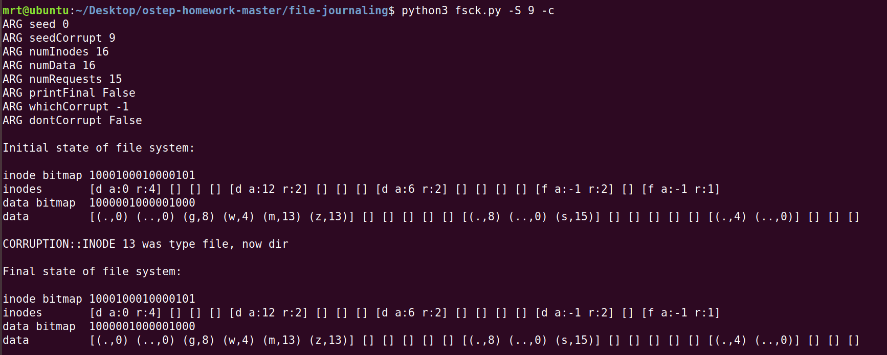 mrt@ubuntu:~/Desktop/ostep-homework-master/file-journaling$ python3 fsck.py -S 9 -c
ARG seed 0
ARG seedCorrupt 9
ARG numInodes 16
ARG numData 16
ARG numRequests 15
ARG printFinal False
ARG whichCorrupt -1
ARG dontCorrupt False
Initial state of file system:
inode bitmap 1000100010000101
inodes [d a:0 r:4] [] [] [] [d a:12 r:2] [] [] [] [d a:6 r:2] [] [] [] [] [f a:-1 r:2] [] [f a:-1 r:1]
data bitmap 1000001000001000
data [(.,0) (..,0) (g,8) (w,4) (m,13) (z,13)] [] [] [] [] [] [(.,8) (..,0) (s,15)] [] [] [] [] [] [(.,4) (..,0)] [] [] []
CORRUPTION::INODE 13 was type file, now dir
Final state of file system:
inode bitmap 1000100010000101
inodes [d a:0 r:4] [] [] [] [d a:12 r:2] [] [] [] [d a:6 r:2] [] [] [] [] [d a:-1 r:2] [] [f a:-1 r:1]
data bitmap 1000001000001000
data [(.,0) (..,0) (g,8) (w,4) (m,13) (z,13)] [] [] [] [] [] [(.,8) (..,0) (s,15)] [] [] [] [] [] [(.,4) (..,0)] [] [] []